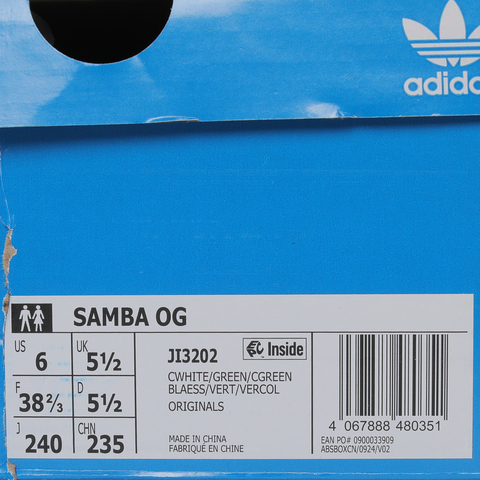 adidas
SAMBA OG
US 6 UK 5½
F 38⅔ D 5½
J 240 CHN 235
JI3202 Inside
CWHITE/GREEN/CGREEN
BLAESS/VERT/VERCOL
ORIGINALS
MADE IN CHINA
FABRIQUÉ EN CHINE
4 067888 480351
EAN PO# 0900033909
ABSBOXCN/0924/V02